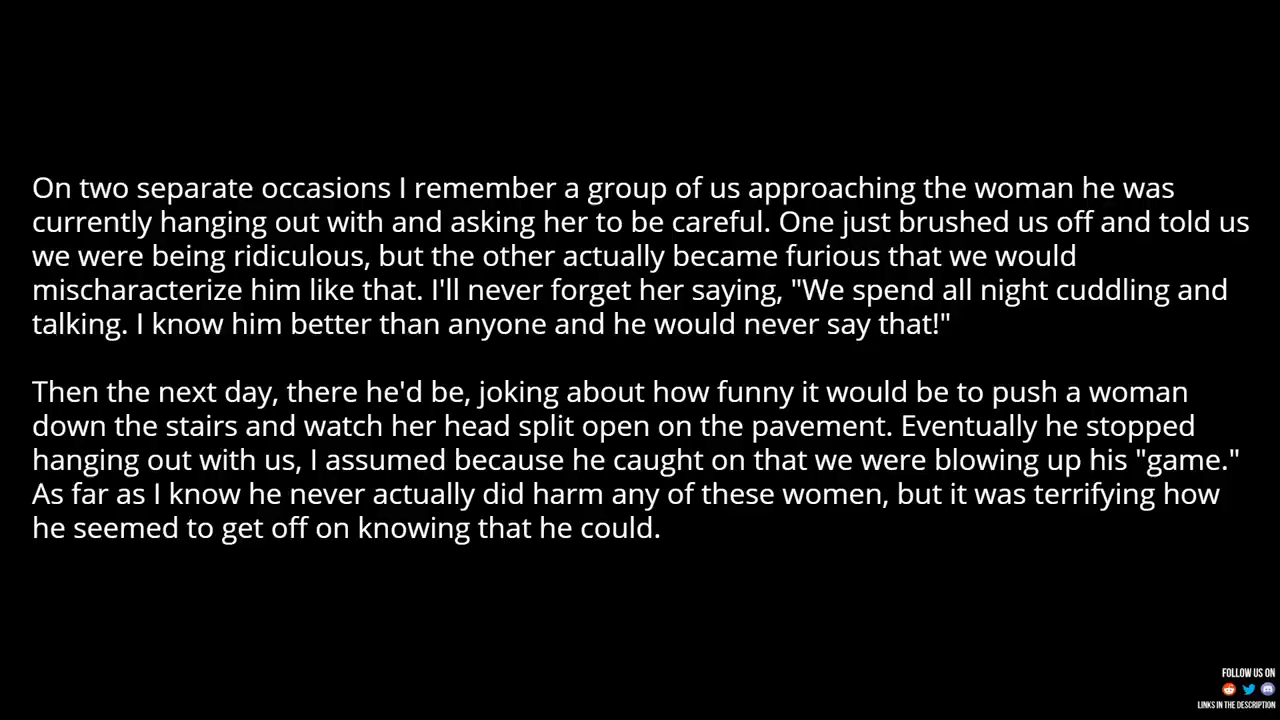 On two separate occasions I remember a group of us approaching the woman he was
currently hanging out with and asking her to be careful. One just brushed us off and told us
we were being ridiculous, but the other actually became furious that we would
mischaracterize him like that. I'll never forget her saying, "We spend all night cuddling and
talking. I know him better than anyone and he would never say that!"
Then the next day, there he'd be, joking about how funny it would be to push a woman
down the stairs and watch her head split open on the pavement. Eventually he stopped
hanging out with us, I assumed because he caught on that we were blowing up his "game."
As far as I know he never actually did harm any of these women, but it was terrifying how
he seemed to get off on knowing that he could.
FOLLOW US ON
LINKS IN THE DESCRIPTION